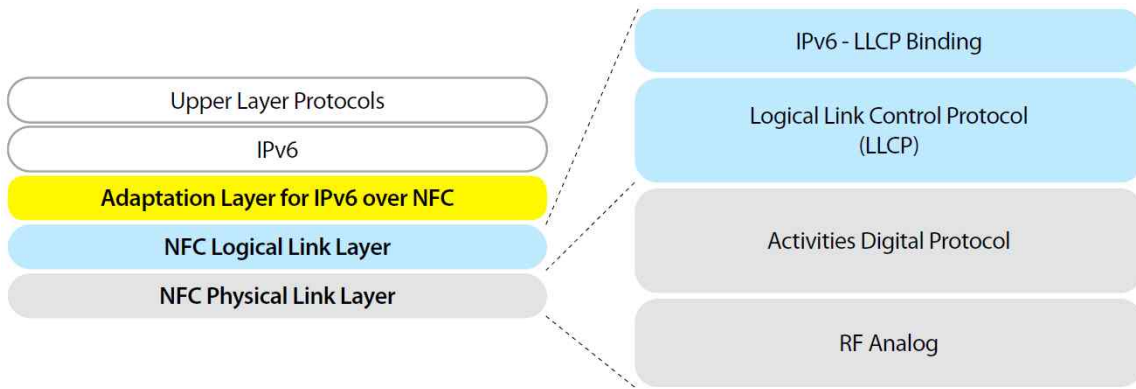 Upper Layer Protocols
IPv6
Adaptation Layer for IPv6 over NFC
NFC Logical Link Layer
NFC Physical Link Layer
IPv6 - LLCP Binding
Logical Link Control Protocol
(LLCP)
Activities Digital Protocol
RF Analog